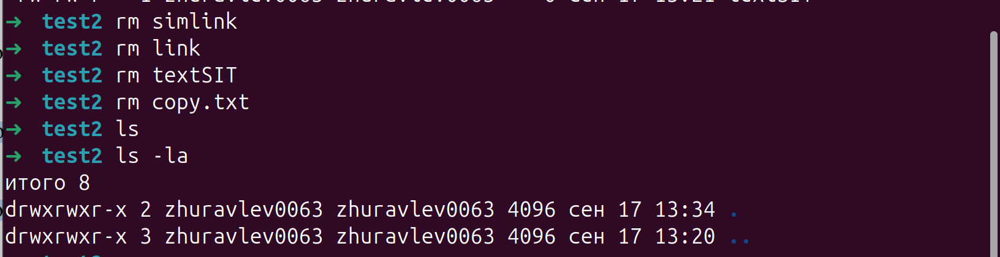 ➜ test2 rm simlink
➜ test2 rm link
➜ test2 rm textSIT
➜ test2 rm copy.txt
➜ test2 ls
➜ test2 ls -la
итого 8
drwxrwxr-x 2 zhuravlev0063 zhuravlev0063 4096 сен 17 13:34 .
drwxrwxr-x 3 zhuravlev0063 zhuravlev0063 4096 сен 17 13:20 ..